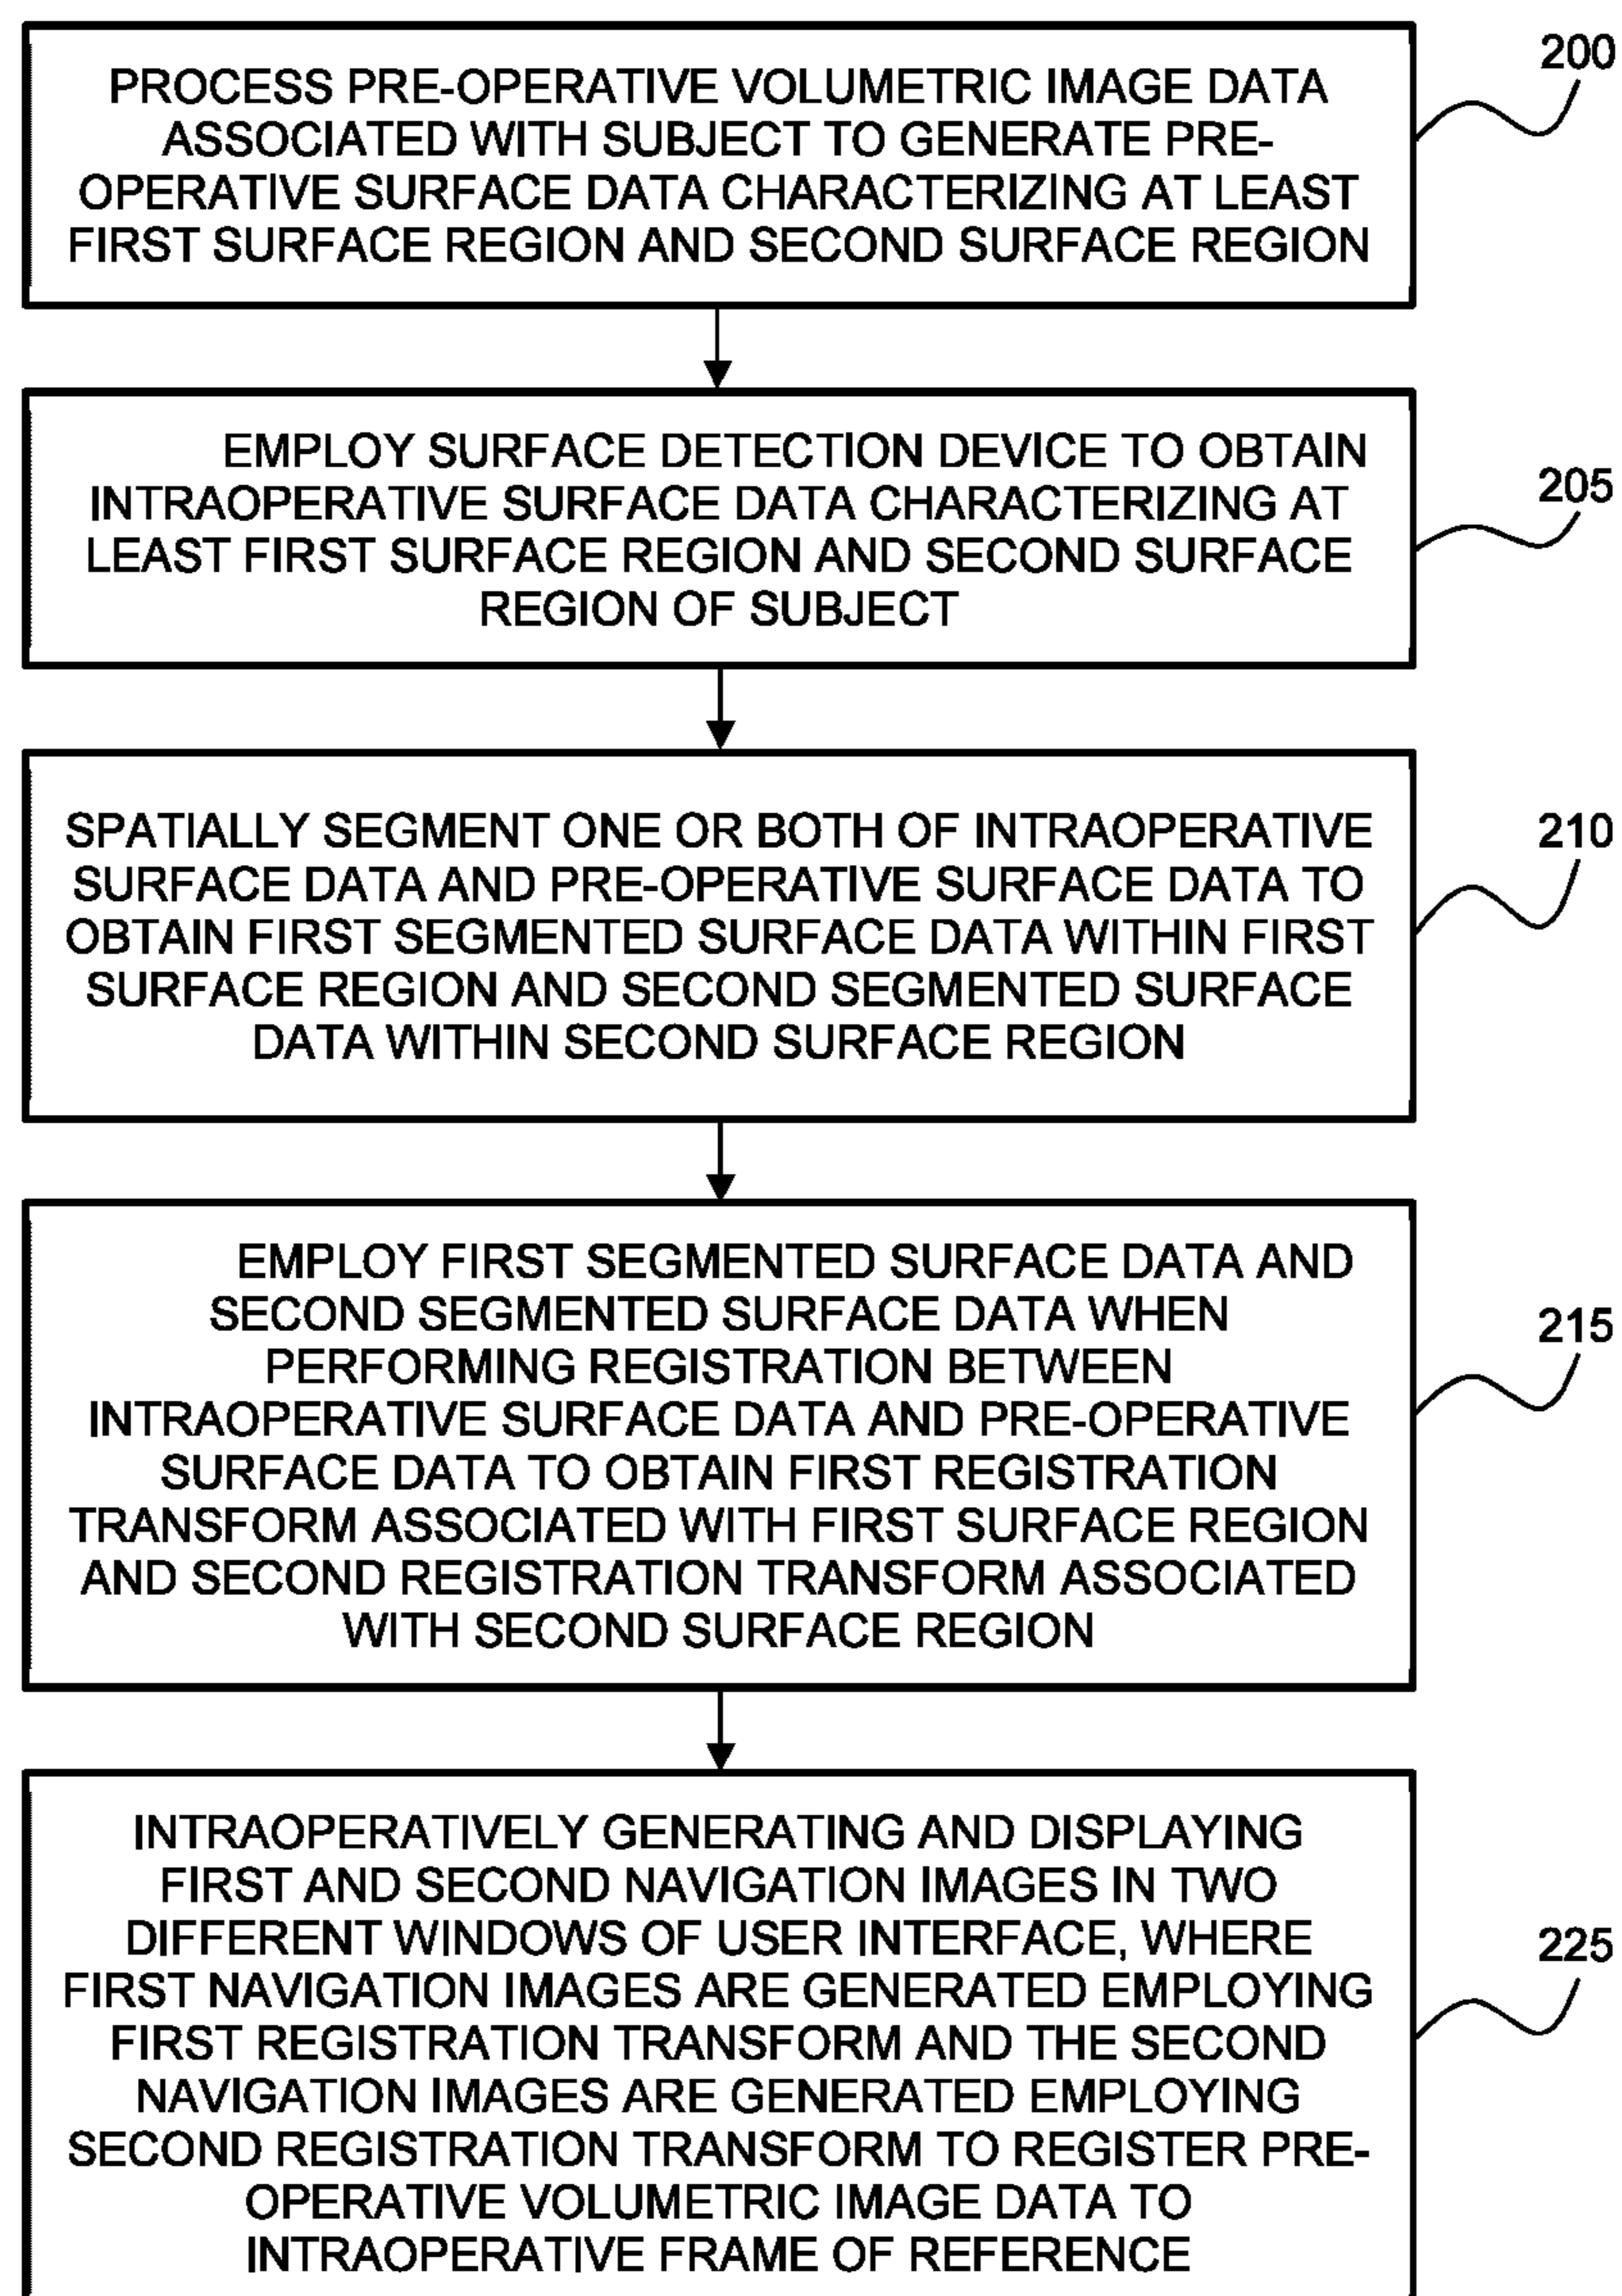 PROCESS PRE-OPERATIVE VOLUMETRIC IMAGE DATA
ASSOCIATED WITH SUBJECT TO GENERATE PRE-
OPERATIVE SURFACE DATA CHARACTERIZING AT LEAST
FIRST SURFACE REGION AND SECOND SURFACE REGION
200
EMPLOY SURFACE DETECTION DEVICE TO OBTAIN
INTRAOPERATIVE SURFACE DATA CHARACTERIZING AT
LEAST FIRST SURFACE REGION AND SECOND SURFACE
REGION OF SUBJECT
205
SPATIALLY SEGMENT ONE OR BOTH OF INTRAOPERATIVE
SURFACE DATA AND PRE-OPERATIVE SURFACE DATA TO
OBTAIN FIRST SEGMENTED SURFACE DATA WITHIN FIRST
SURFACE REGION AND SECOND SEGMENTED SURFACE
DATA WITHIN SECOND SURFACE REGION
210
EMPLOY FIRST SEGMENTED SURFACE DATA AND
SECOND SEGMENTED SURFACE DATA WHEN
PERFORMING REGISTRATION BETWEEN
INTRAOPERATIVE SURFACE DATA AND PRE-OPERATIVE
SURFACE DATA TO OBTAIN FIRST REGISTRATION
TRANSFORM ASSOCIATED WITH FIRST SURFACE REGION
AND SECOND REGISTRATION TRANSFORM ASSOCIATED
WITH SECOND SURFACE REGION
215
INTRAOPERATIVELY GENERATING AND DISPLAYING
FIRST AND SECOND NAVIGATION IMAGES IN TWO
DIFFERENT WINDOWS OF USER INTERFACE, WHERE
FIRST NAVIGATION IMAGES ARE GENERATED EMPLOYING
FIRST REGISTRATION TRANSFORM AND THE SECOND
NAVIGATION IMAGES ARE GENERATED EMPLOYING
SECOND REGISTRATION TRANSFORM TO REGISTER PRE-
OPERATIVE VOLUMETRIC IMAGE DATA TO
INTRAOPERATIVE FRAME OF REFERENCE
225